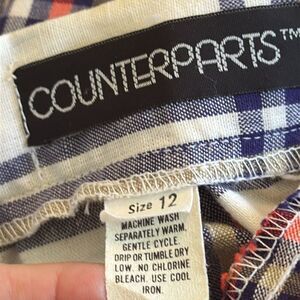 COUNTERPARTS™
Size 12
MACHINE WASH
SEPARATELY WARM.
GENTLE CYCLE.
DRIP OR TUMBLE DRY
LOW. NO CHLORINE
BLEACH. USE COOL
IRON.